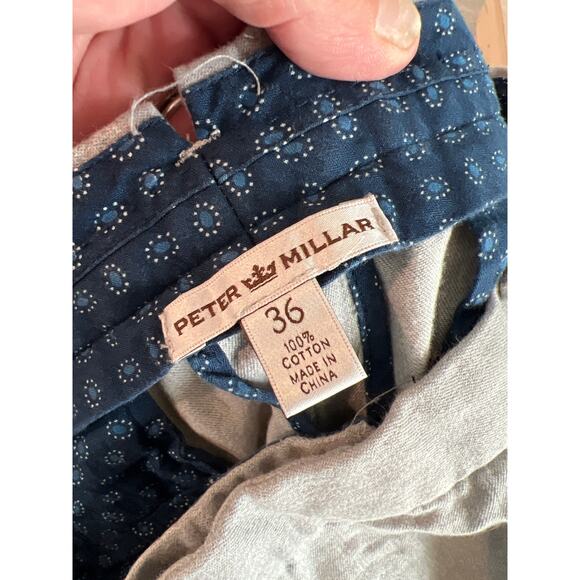 PETER MILLAR
36
100%
COTTON
MADE IN
CHINA